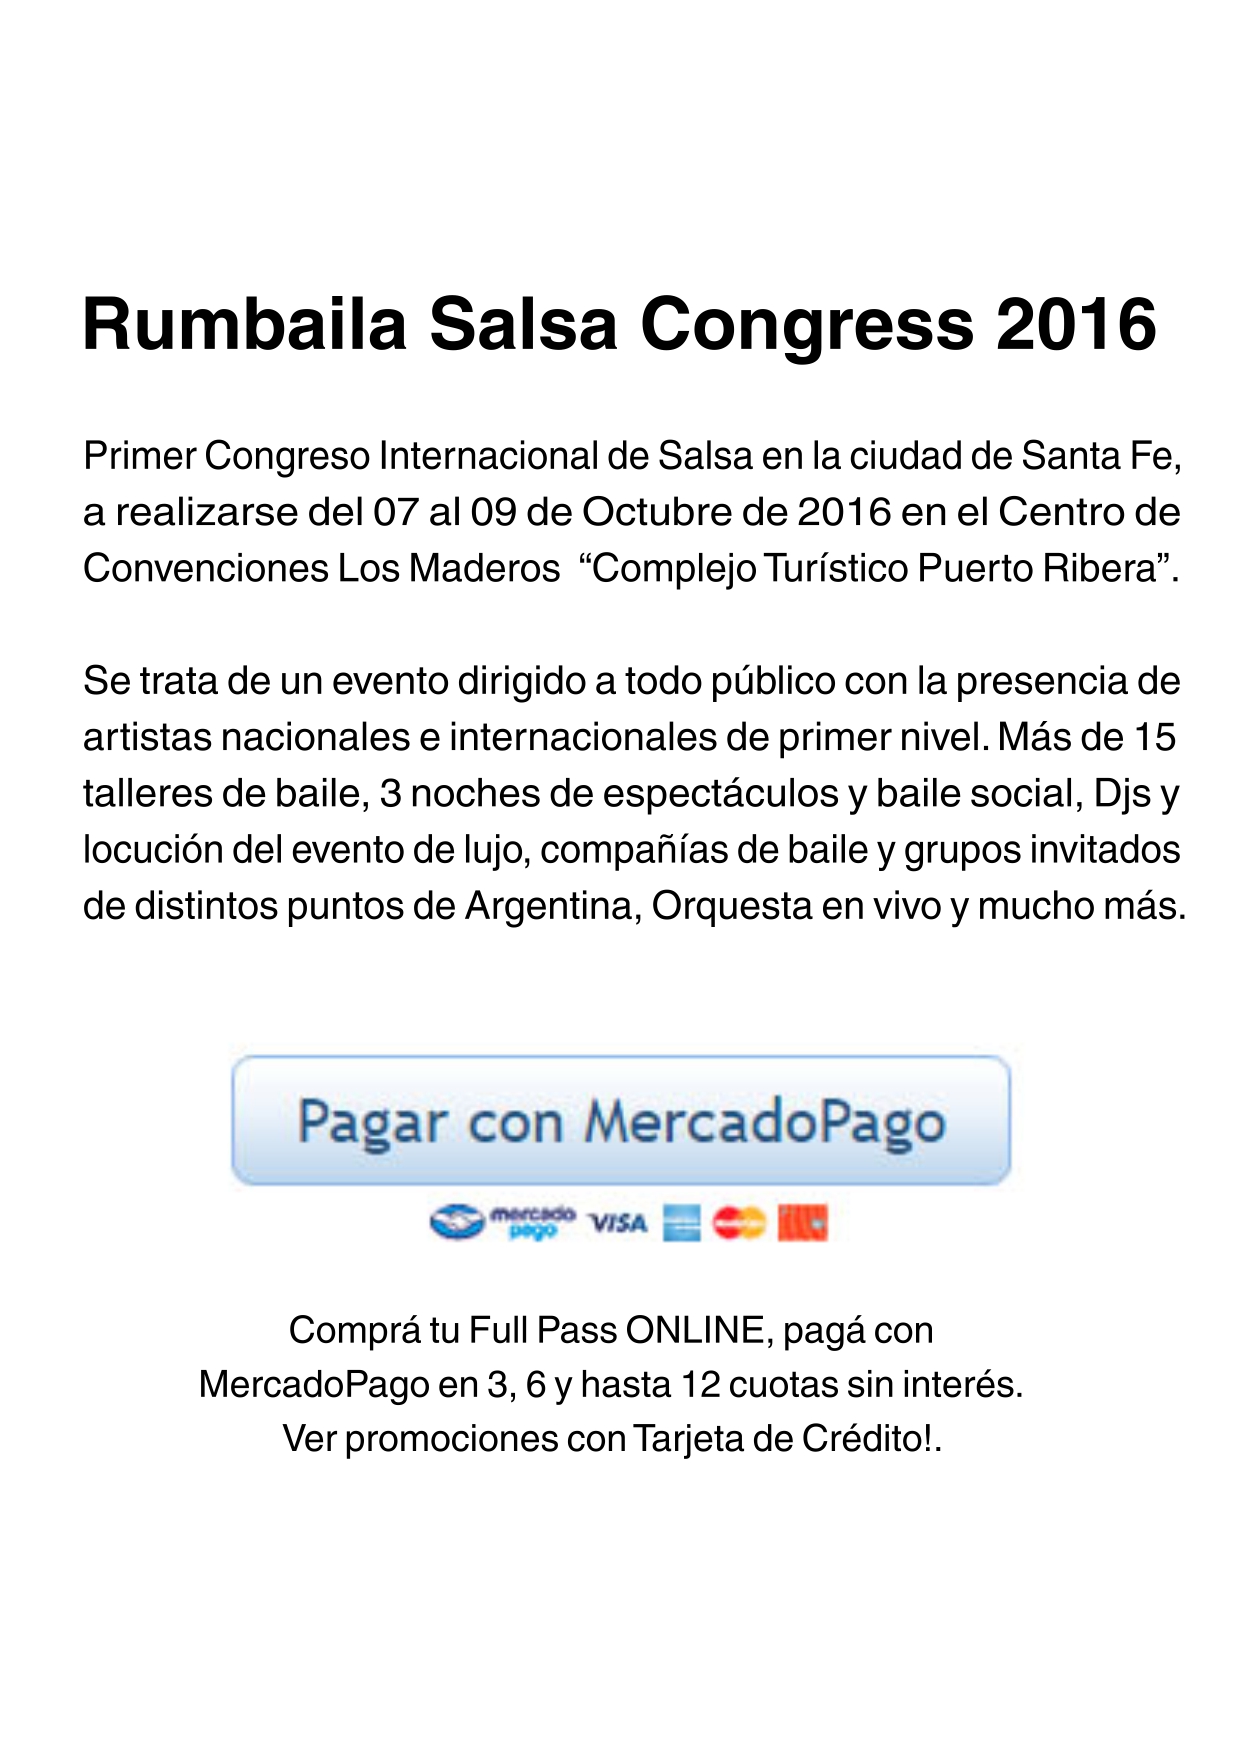 Rumbaila Salsa Congress 2016
Primer Congreso Internacional de Salsa en la ciudad de Santa Fe,
a realizarse del 07 al 09 de Octubre de 2016 en el Centro de
Convenciones Los Maderos “Complejo Turístico Puerto Ribera”.
Se trata de un evento dirigido a todo público con la presencia de
artistas nacionales e internacionales de primer nivel. Más de 15
talleres de baile, 3 noches de espectáculos y baile social, Djs y
locución del evento de lujo, compañías de baile y grupos invitados
de distintos puntos de Argentina, Orquesta en vivo y mucho más.
Pagar con MercadoPago
mercado
pago VISA
Comprá tu Full Pass ONLINE, pagá con
MercadoPago en 3, 6 y hasta 12 cuotas sin interés.
Ver promociones con Tarjeta de Crédito!.